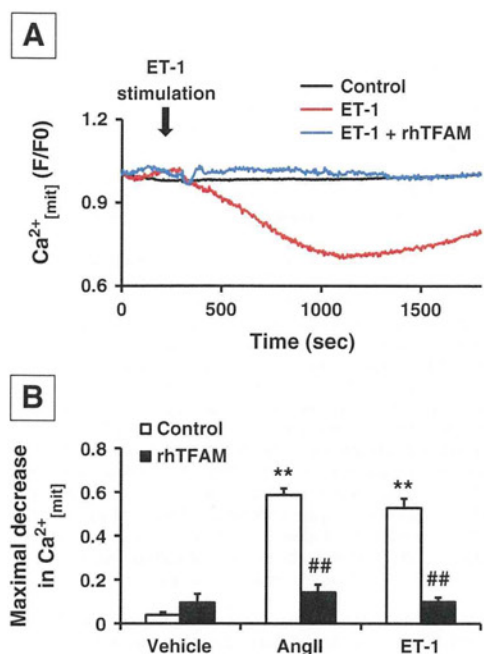 A
ET-1
stimulation
Control
ET-1
ET-1 + rhTFAM
Ca2+[mit] (F/F0)
1.2
0.9
0.6
0
500
1000
1500
Time (sec)
B
Control
rhTFAM
Maximal decrease
in Ca2+[mit]
0.8
0.6
0.4
0.2
0
**
##
**
##
Vehicle
AngII
ET-1